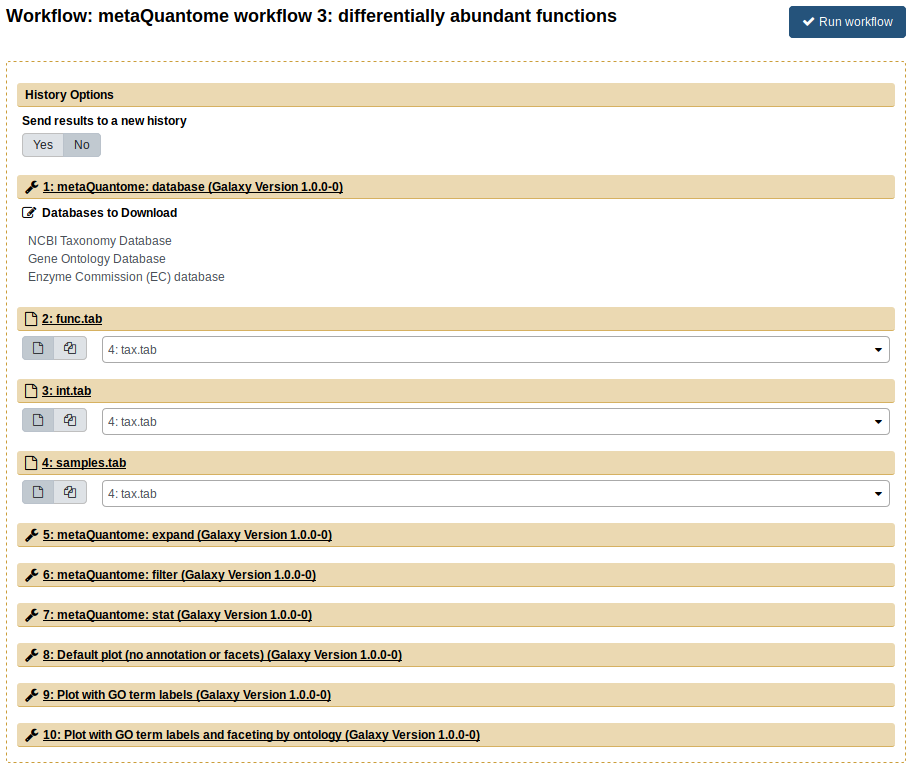 Workflow: metaQuantome workflow 3: differentially abundant functions
Run workflow
History Options
Send results to a new history
Yes No
1: metaQuantome: database (Galaxy Version 1.0.0-0)
Databases to Download
NCBI Taxonomy Database
Gene Ontology Database
Enzyme Commission (EC) database
2: func.tab
4: tax.tab
3: int.tab
4: tax.tab
4: samples.tab
4: tax.tab
5: metaQuantome: expand (Galaxy Version 1.0.0-0)
6: metaQuantome: filter (Galaxy Version 1.0.0-0)
7: metaQuantome: stat (Galaxy Version 1.0.0-0)
8: Default plot (no annotation or facets) (Galaxy Version 1.0.0-0)
9: Plot with GO term labels (Galaxy Version 1.0.0-0)
10: Plot with GO term labels and faceting by ontology (Galaxy Version 1.0.0-0)